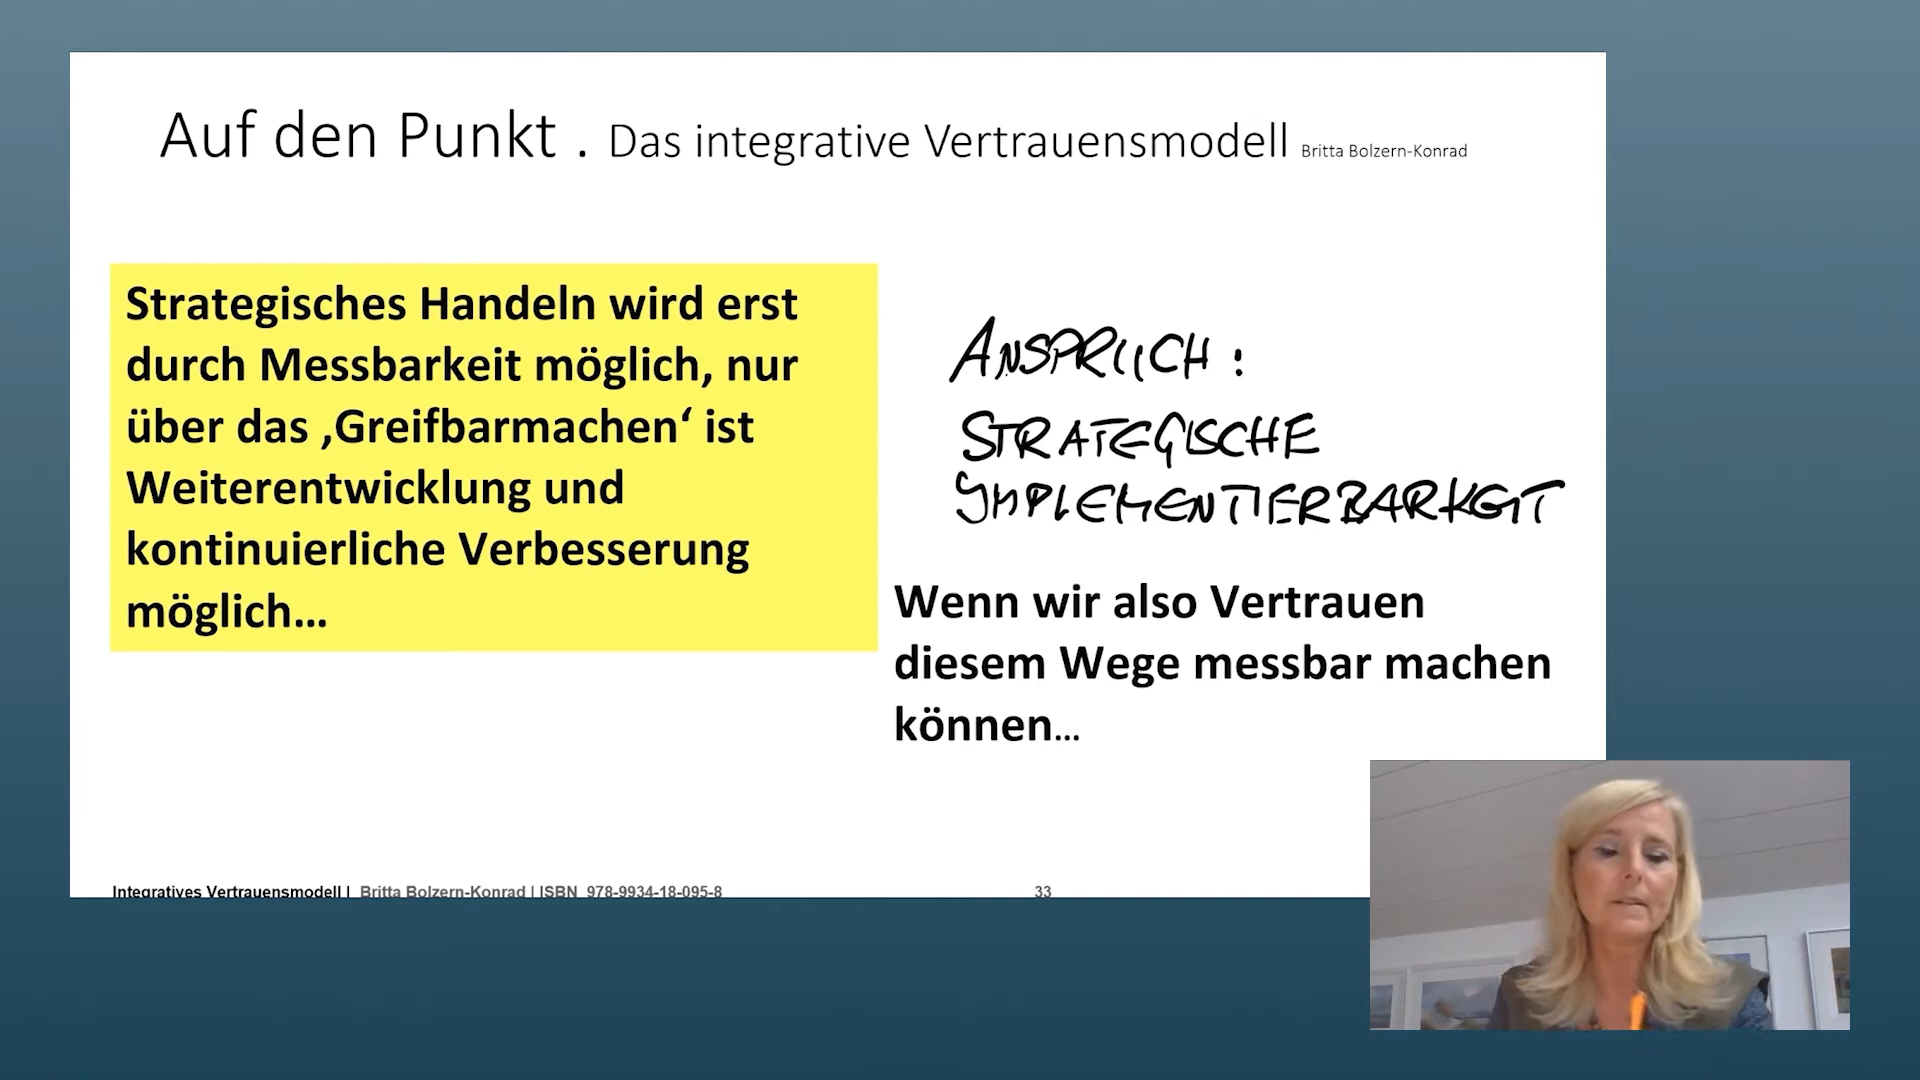 Auf den Punkt . Das integrative Vertrauensmodell Britta Bolzern-Konrad
Strategisches Handeln wird erst
durch Messbarkeit möglich, nur
über das ‚Greifbarmachen‘ ist
Weiterentwicklung und
kontinuierliche Verbesserung
möglich…
ANSPRUCH :
STRATEGISCHE
IMPLEMENTIERBARKEIT
Wenn wir also Vertrauen
diesem Wege messbar machen
können…
Integratives Vertrauensmodell | Britta Bolzern-Konrad | ISBN 978-9934-18-095-8
33